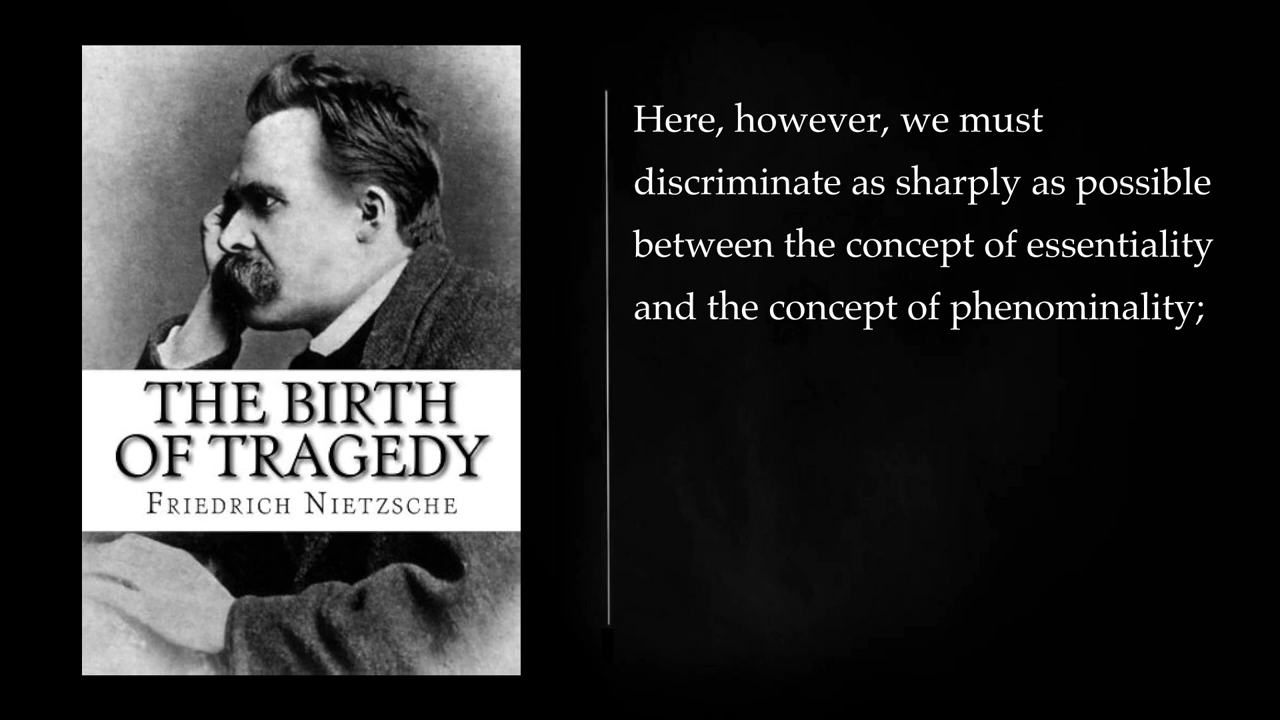 THE BIRTH
OF TRAGEDY
FRIEDRICH NIETZSCHE
Here, however, we must
discriminate as sharply as possible
between the concept of essentiality
and the concept of phenominality;